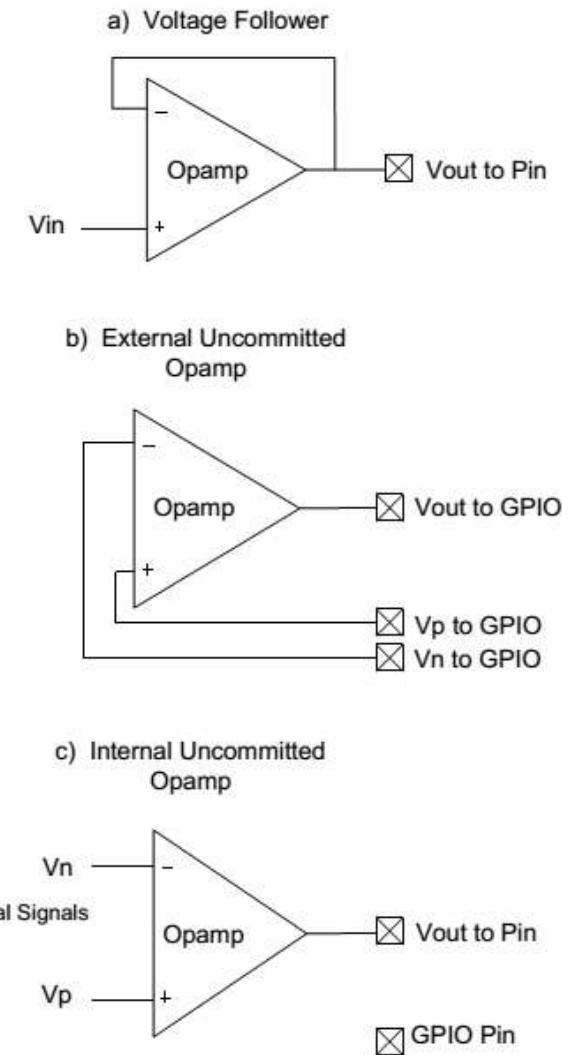 a) Voltage Follower
−
Opamp
Vout to Pin
Vin
+
b) External Uncommitted
Opamp
−
Opamp
Vout to GPIO
+
Vp to GPIO
Vn to GPIO
c) Internal Uncommitted
Opamp
Vn
−
Signals
Opamp
Vout to Pin
Vp
+
GPIO Pin